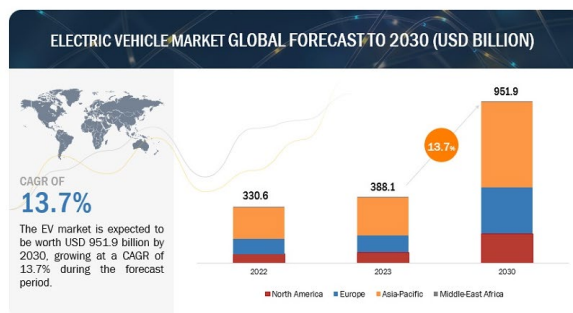 ELECTRIC VEHICLE MARKET GLOBAL FORECAST TO 2030 (USD BILLION)
CAGR OF
13.7%
The EV market is expected to
be worth USD 951.9 billion by
2030, growing at a CAGR of
13.7% during the forecast
period.
951.9
13.7%
330.6
388.1
2022
2023
2030
North America
Europe
Asia-Pacific
Middle-East Africa